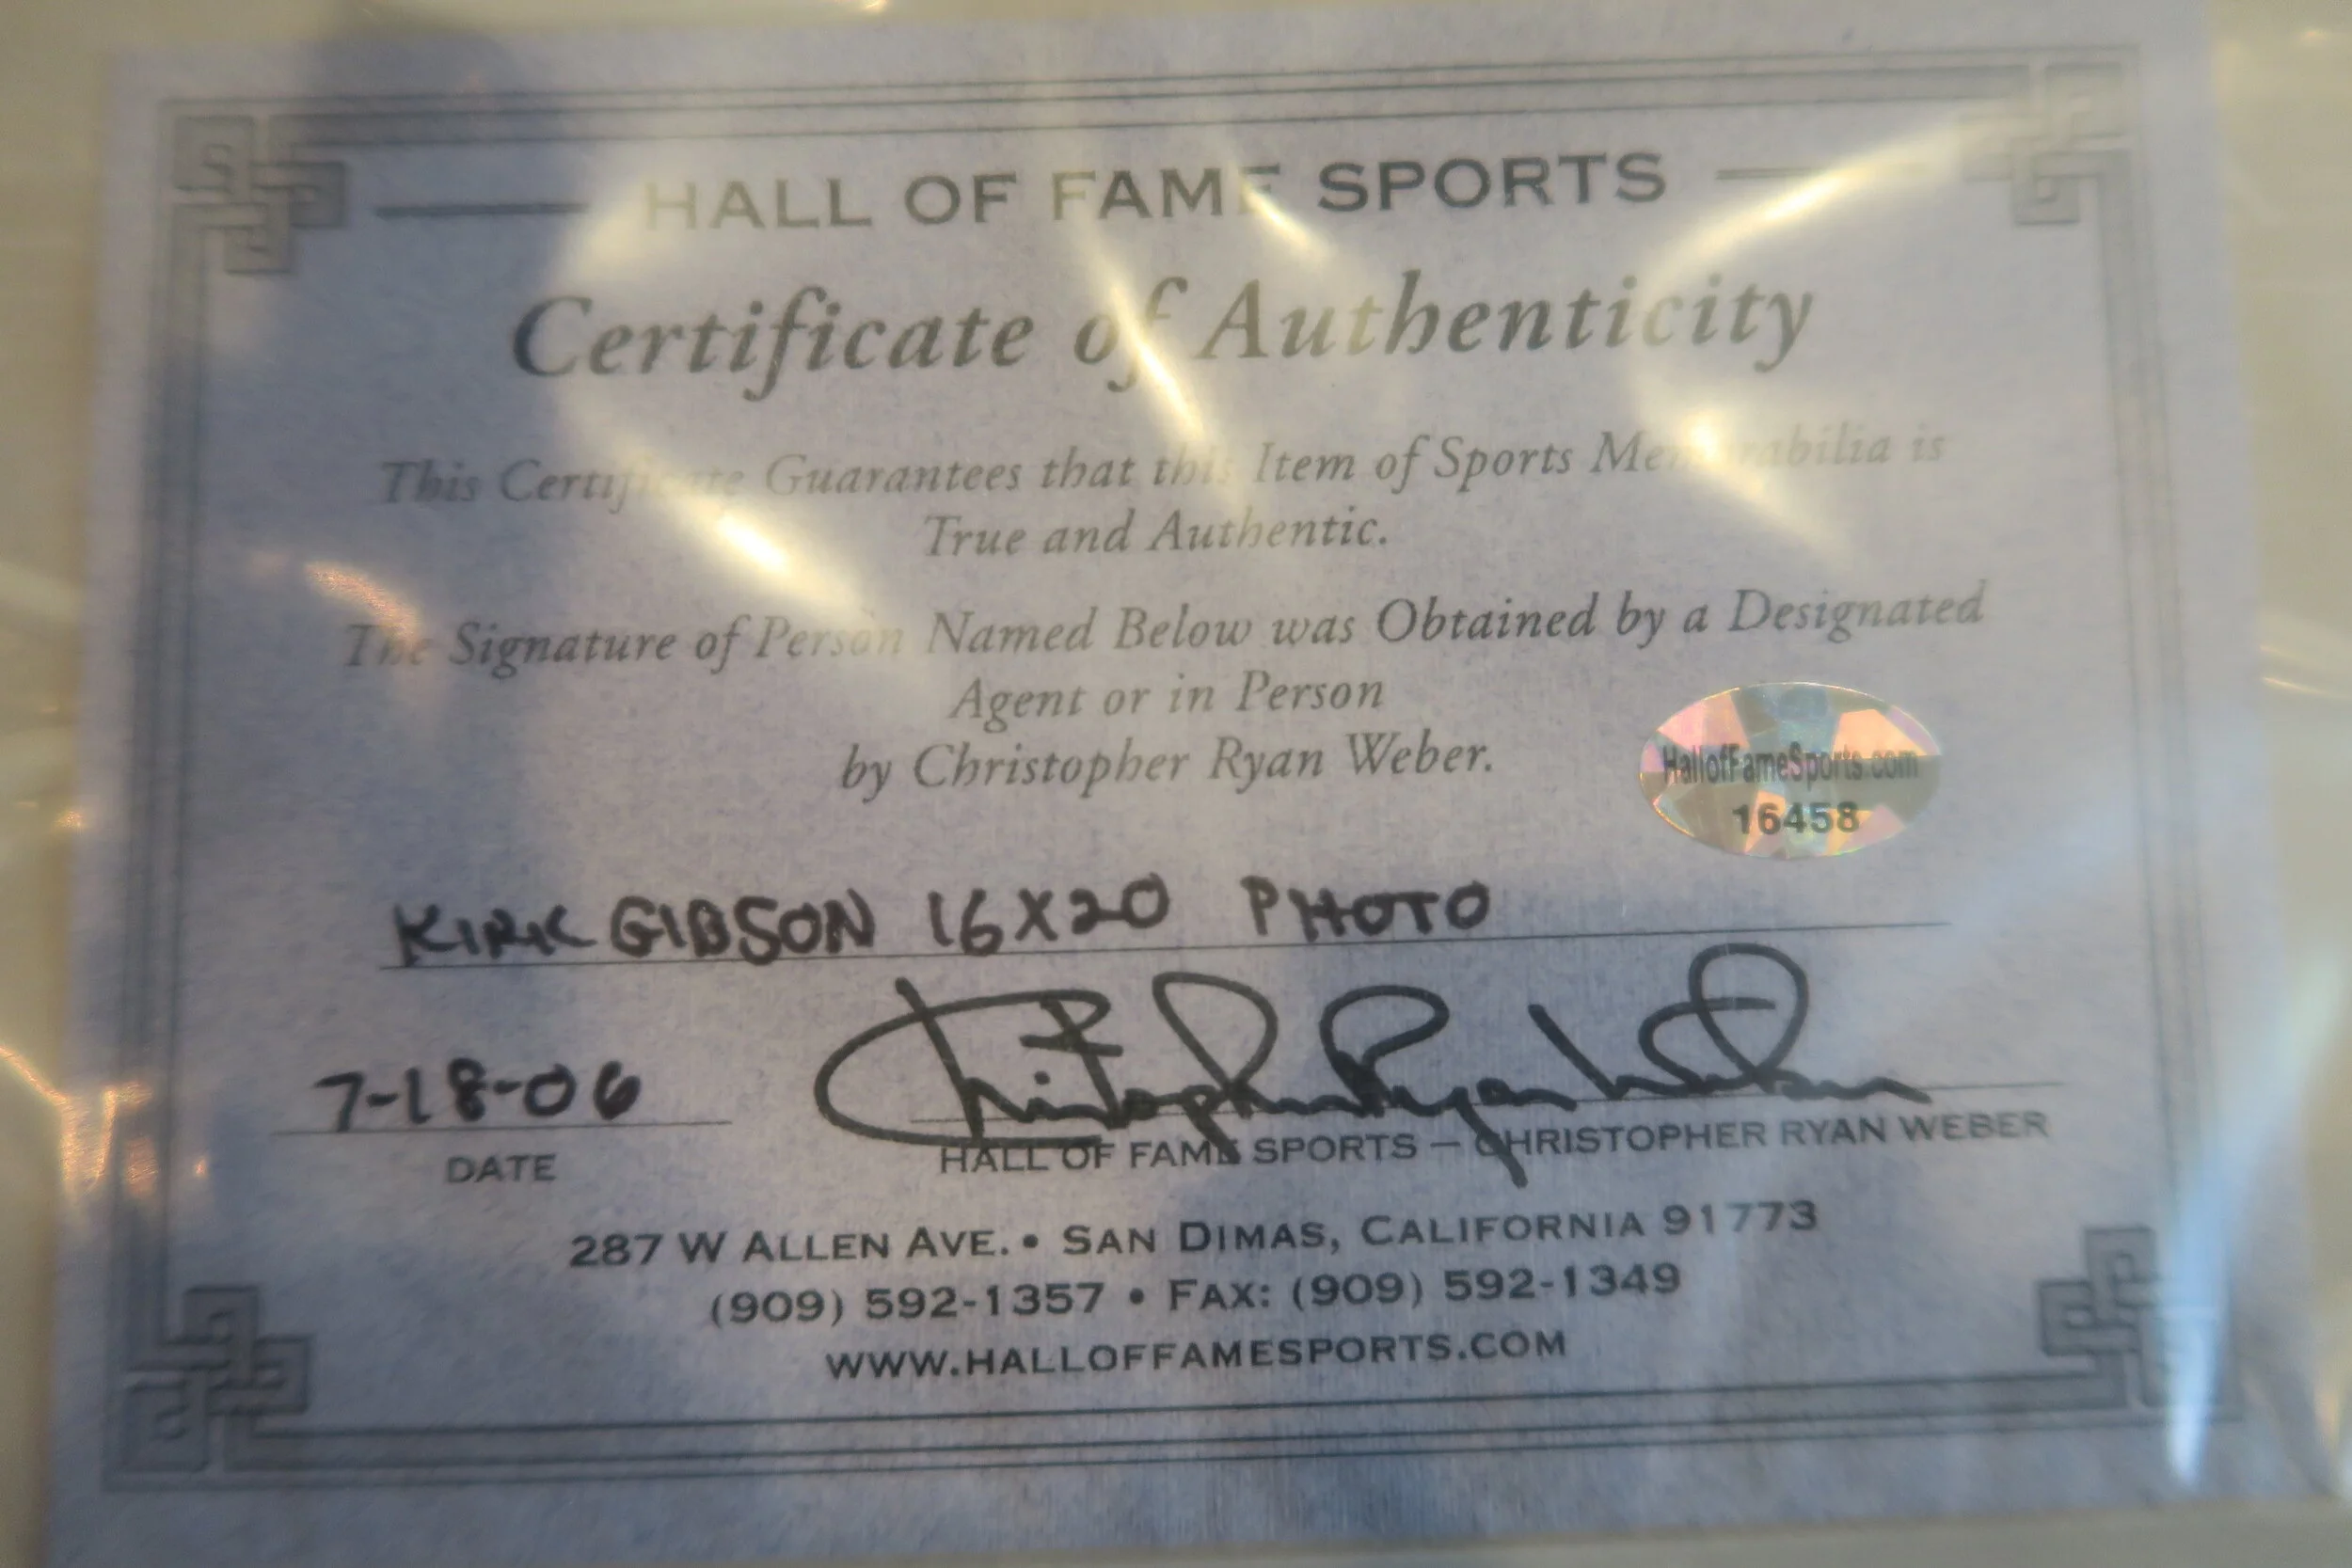 HALL OF FAME SPORTS
Certificate of Authenticity
This Certificate Guarantees that this Item of Sports Memorabilia is
True and Authentic.
The Signature of Person Named Below was Obtained by a Designated
Agent or in Person
by Christopher Ryan Weber.
HallofFameSports.com
16458
KIRK GIBSON 16X20 PHOTO
7-18-06
Christopher Ryan Weber
DATE
HALL OF FAME SPORTS — CHRISTOPHER RYAN WEBER
287 W ALLEN AVE. • SAN DIMAS, CALIFORNIA 91773
(909) 592-1357 • FAX: (909) 592-1349
WWW.HALLOFFAMESPORTS.COM